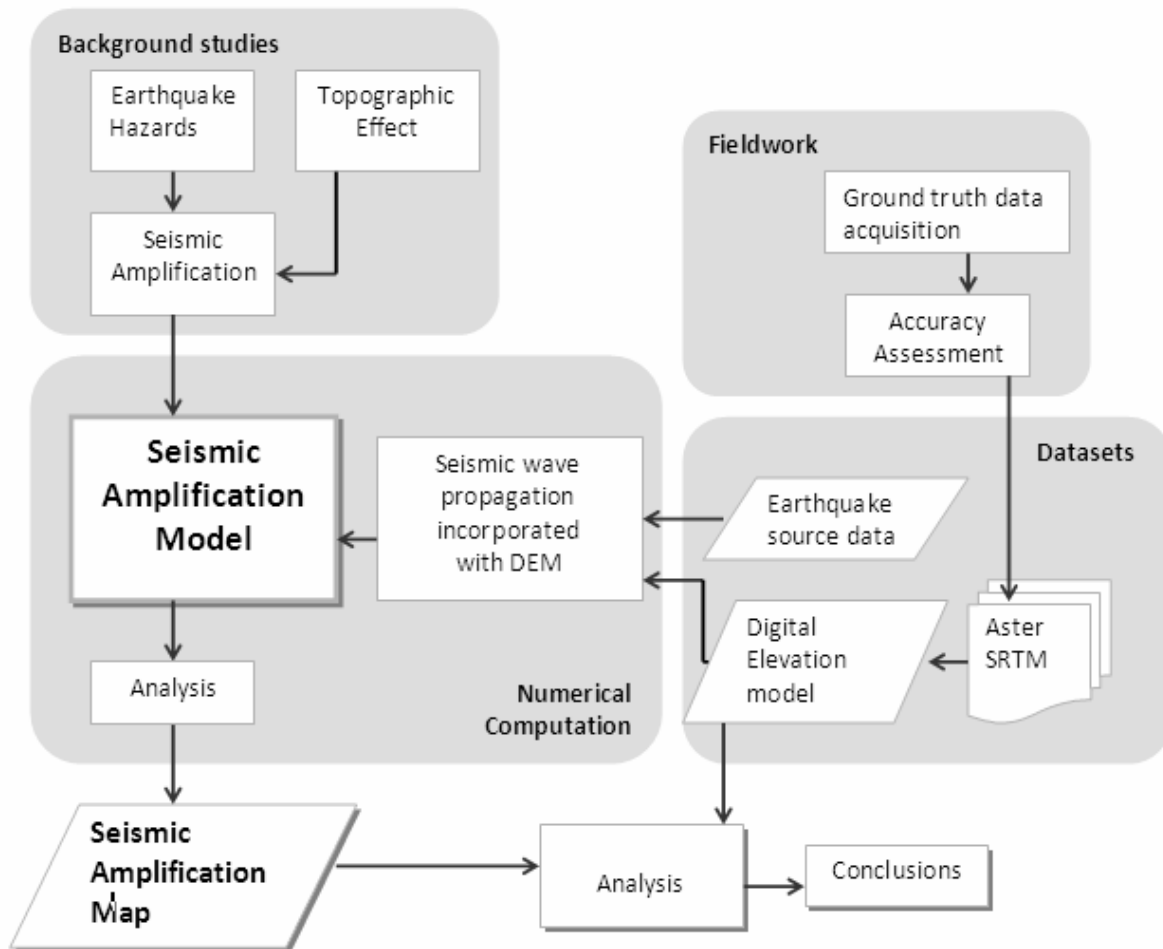 Background studies
Earthquake
Hazards
Topographic
Effect
Seismic
Amplification
Fieldwork
Ground truth data
acquisition
Accuracy
Assessment
Seismic
Amplification
Model
Seismic wave
propagation
incorporated
with DEM
Analysis
Numerical
Computation
Datasets
Earthquake
source data
Digital
Elevation
model
Aster
SRTM
Seismic
Amplification
Map
Analysis
Conclusions